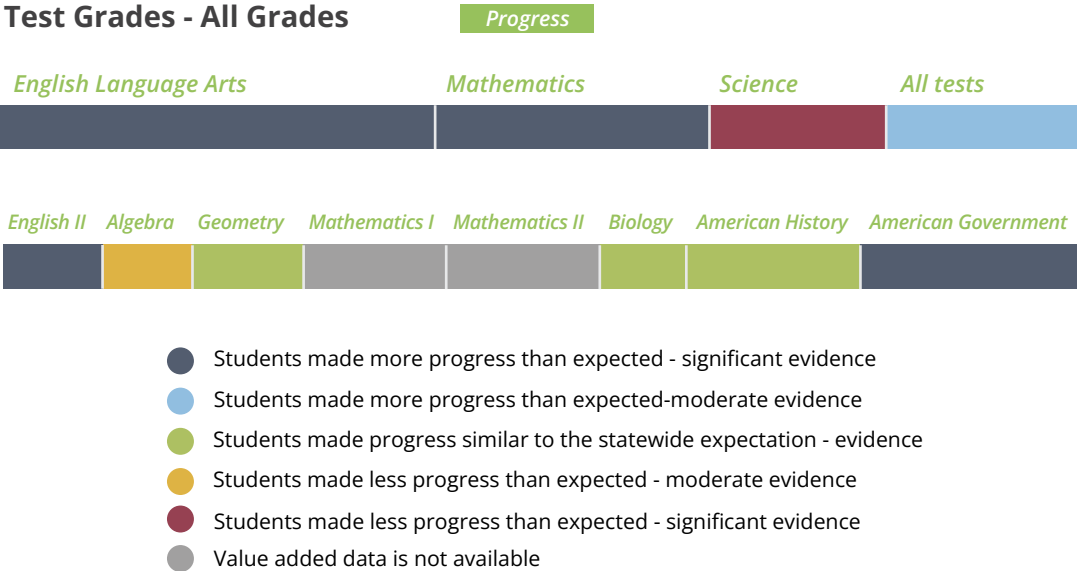 Test Grades - All Grades
Progress
English Language Arts Mathematics Science All tests
English II Algebra Geometry Mathematics I Mathematics II Biology American History American Government
Students made more progress than expected - significant evidence
Students made more progress than expected-moderate evidence
Students made progress similar to the statewide expectation - evidence
Students made less progress than expected - moderate evidence
Students made less progress than expected - significant evidence
Value added data is not available